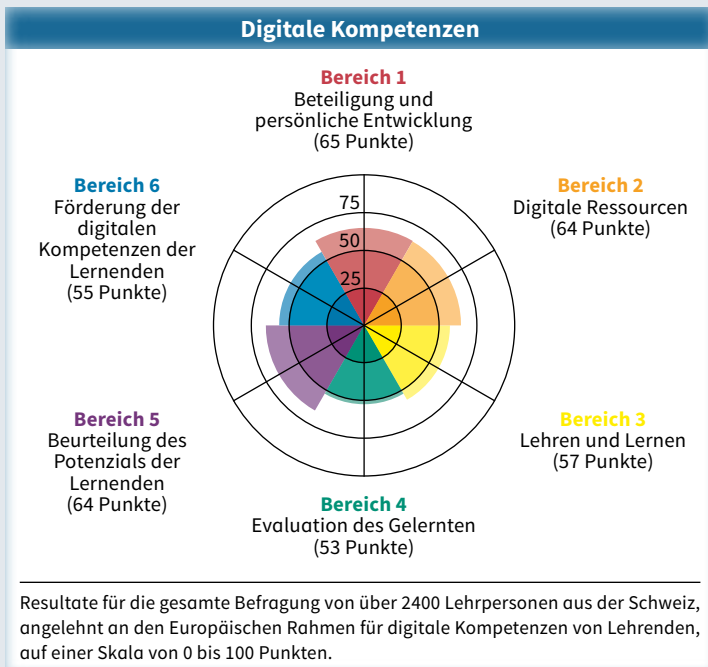 Digitale Kompetenzen
Bereich 1
Beteiligung und
persönliche Entwicklung
(65 Punkte)
Bereich 6
Förderung der
digitalen
Kompetenzen der
Lernenden
(55 Punkte)
Bereich 2
Digitale Ressourcen
(64 Punkte)
75
50
25
Bereich 5
Beurteilung des
Potenzials der
Lernenden
(64 Punkte)
Bereich 3
Lehren und Lernen
(57 Punkte)
Bereich 4
Evaluation des Gelernten
(53 Punkte)
Resultate für die gesamte Befragung von über 2400 Lehrpersonen aus der Schweiz,
angelehnt an den Europäischen Rahmen für digitale Kompetenzen von Lehrenden,
auf einer Skala von 0 bis 100 Punkten.